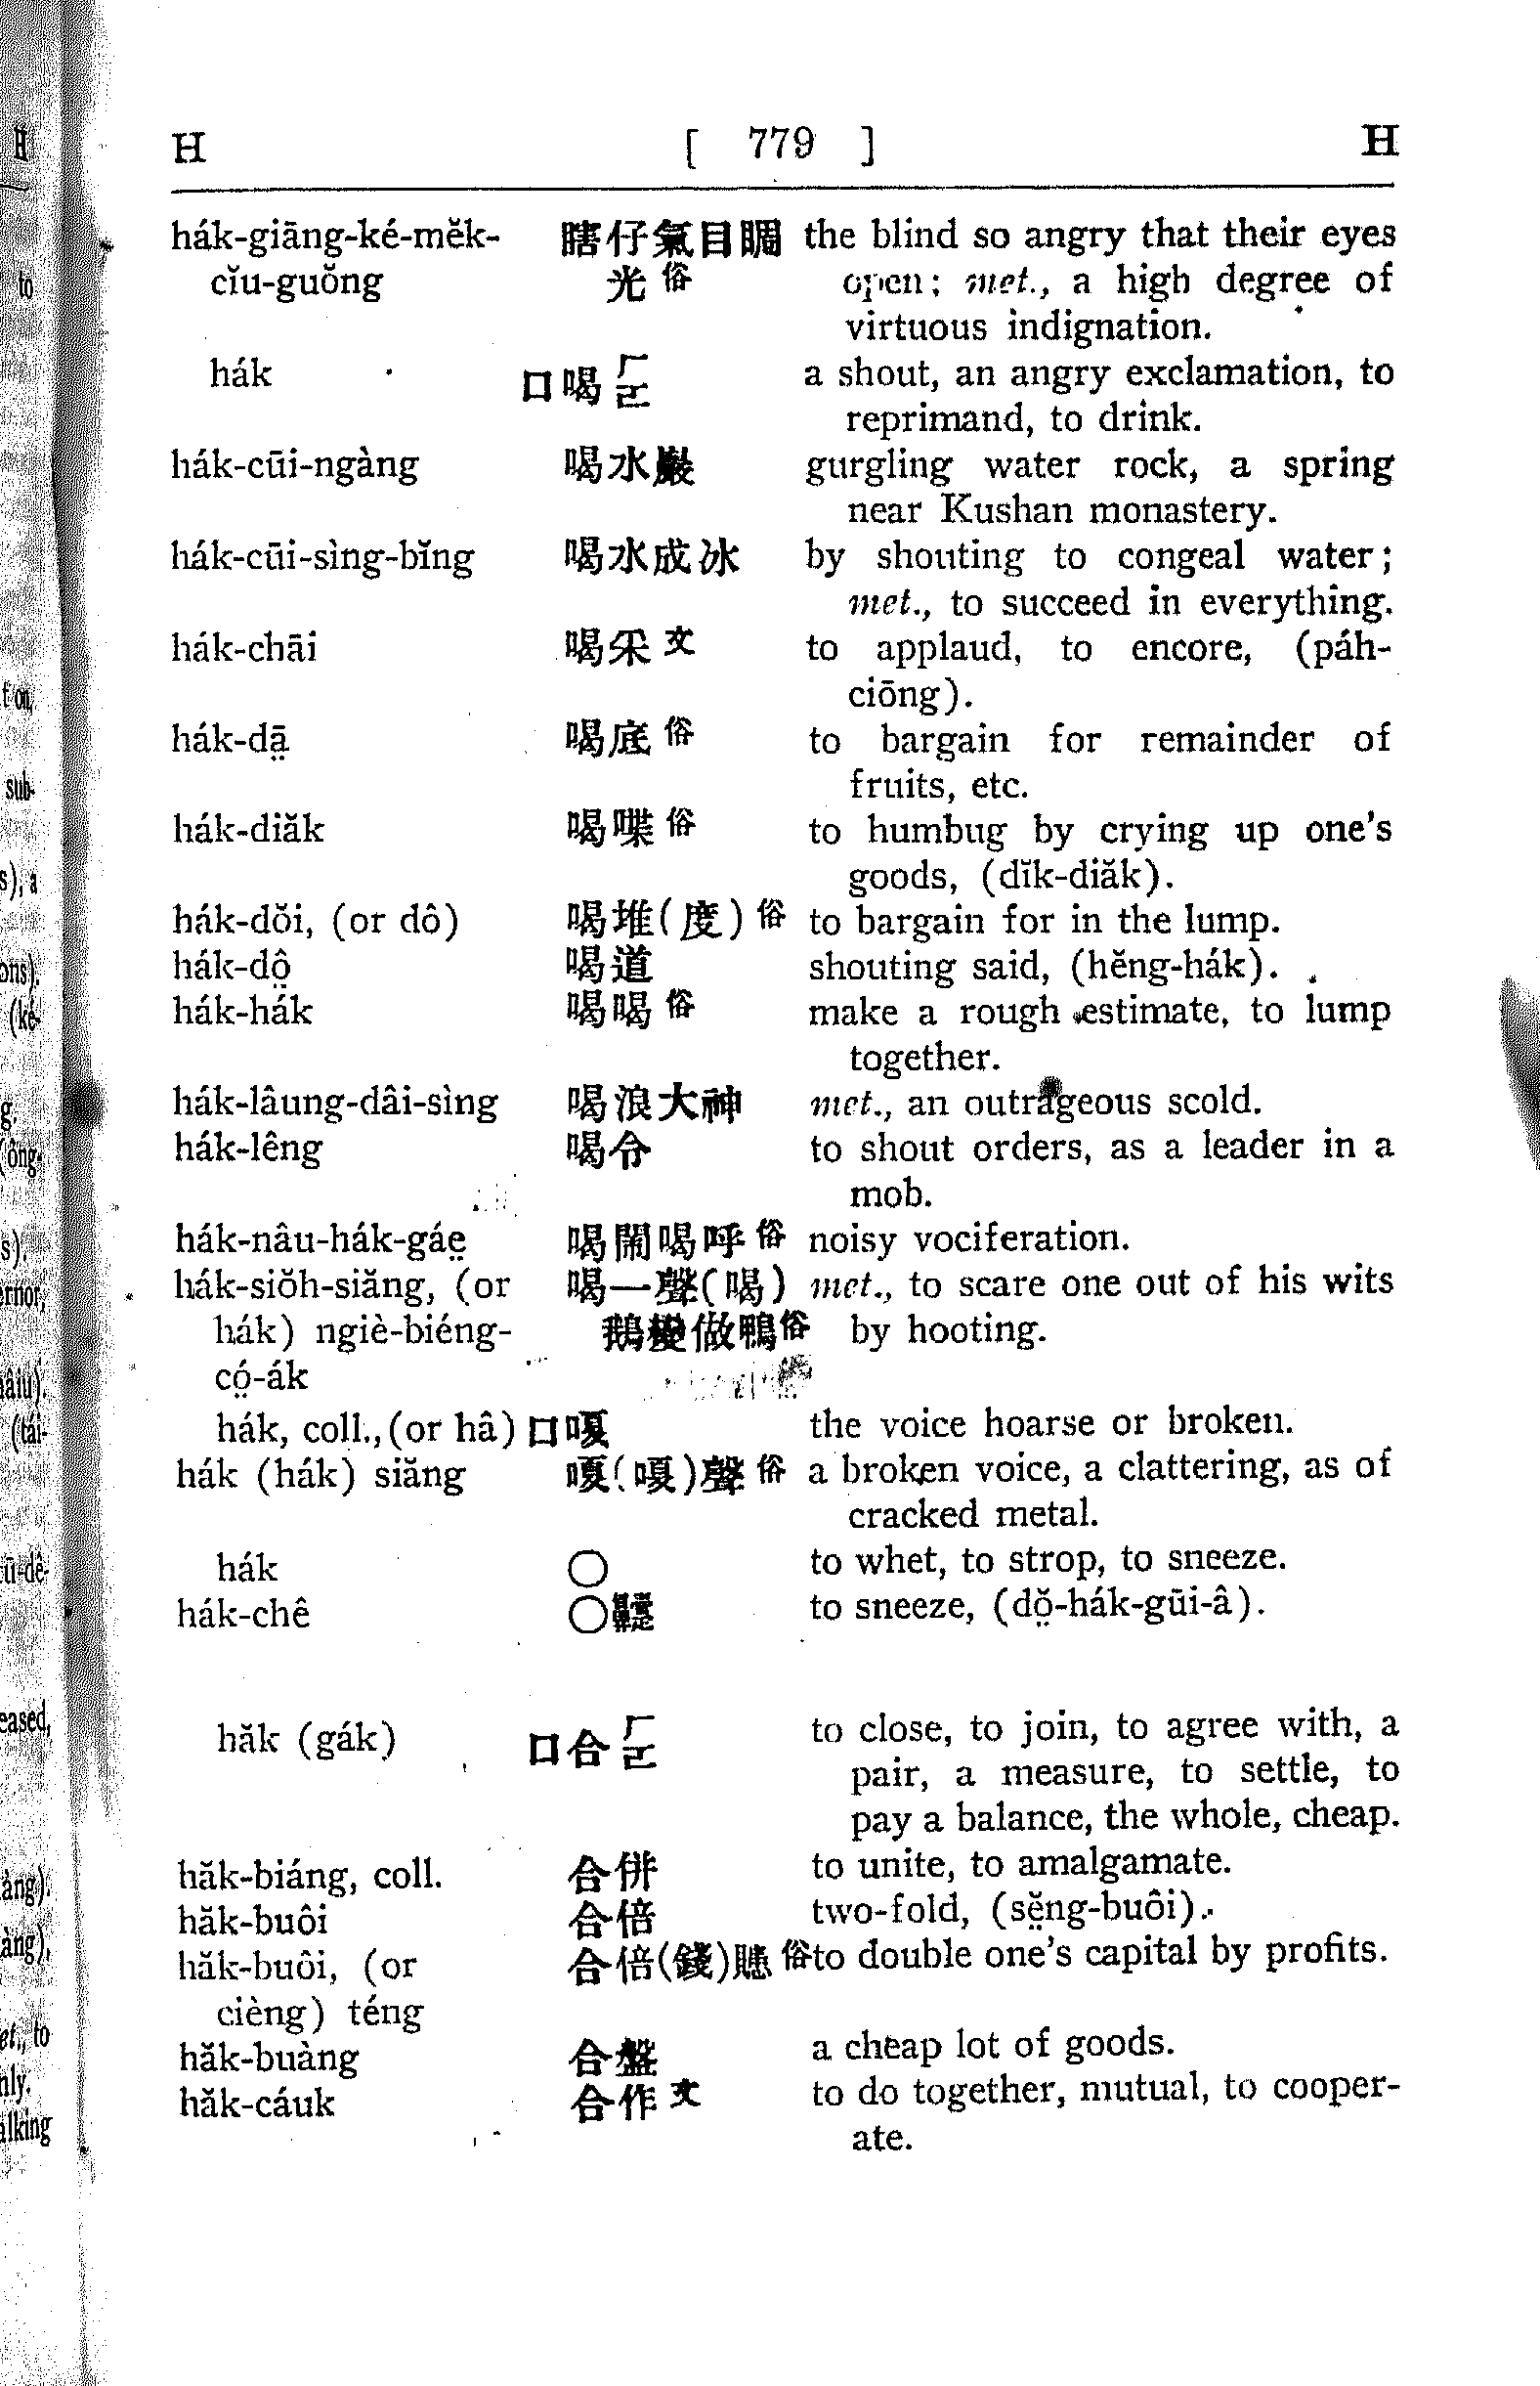 H [ 779 ] H
hák-giāng-ké-mĕk- 瞎仔氣目睭 the blind so angry that their eyes
cĭu-guŏng 光俗 open; met., a high degree of
virtuous indignation.
hák 口喝ㄏㄜ a shout, an angry exclamation, to
reprimand, to drink.
hák-cūi-ngàng 喝水巖 gurgling water rock, a spring
near Kushan monastery.
hák-cūi-sìng-bĭng 喝水成冰 by shouting to congeal water;
met., to succeed in everything.
hák-chāi 喝采文 to applaud, to encore, (páh-
ciōng).
hák-dā̤ 喝底俗 to bargain for remainder of
fruits, etc.
hák-diăk 喝喋俗 to humbug by crying up one's
goods, (dĭk-diăk).
hák-dŏi, (or dô) 喝堆(度)俗 to bargain for in the lump.
hák-dô̤ 喝道 shouting said, (hĕng-hák).
hák-hák 喝喝俗 make a rough estimate, to lump
together.
hák-lâung-dâi-sìng 喝浪大神 met., an outrageous scold.
hák-lêng 喝令 to shout orders, as a leader in a
mob.
hák-nâu-hák-gáe̤ 喝鬧喝呼俗 noisy vociferation.
hák-siŏh-siăng, (or 喝一聲(喝) met., to scare one out of his wits
hák) ngiè-biéng- 鵝變做鴨俗 by hooting.
có̤-ák
hák, coll., (or hâ) 口嗄 the voice hoarse or broken.
hák (hák) siăng 嗄(嗄)聲俗 a broken voice, a clattering, as of
cracked metal.
hák ○ to whet, to strop, to sneeze.
hák-chê ○ to sneeze, (dŏ̤-hák-gūi-â).
hăk (gák) 口合ㄏㄜ to close, to join, to agree with, a
pair, a measure, to settle, to
pay a balance, the whole, cheap.
hăk-biáng, coll. 合併 to unite, to amalgamate.
hăk-buôi 合倍 two-fold, (sĕ̤ng-buôi).
hăk-buôi, (or 合倍(錢)俗 to double one's capital by profits.
cièng) téng
hăk-buàng 合盤 a cheap lot of goods.
hăk-cáuk 合作文 to do together, mutual, to cooper-
ate.